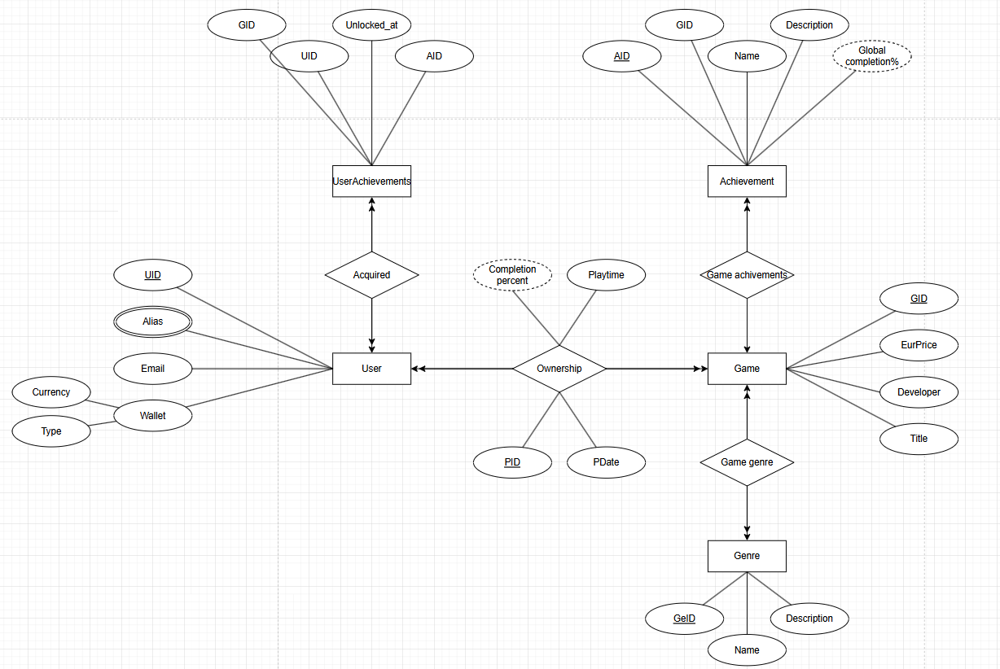 GID
Unlocked_at
GID
Description
UID
AID
AID
Name
Global
completion%
UserAchievements
Achievement
UID
Acquired
Completion
percent
Playtime
Game achivements
GID
Alias
EurPrice
Email
User
Ownership
Game
Currency
Developer
Wallet
Type
Title
PID
PDate
Game genre
Genre
GeID
Description
Name